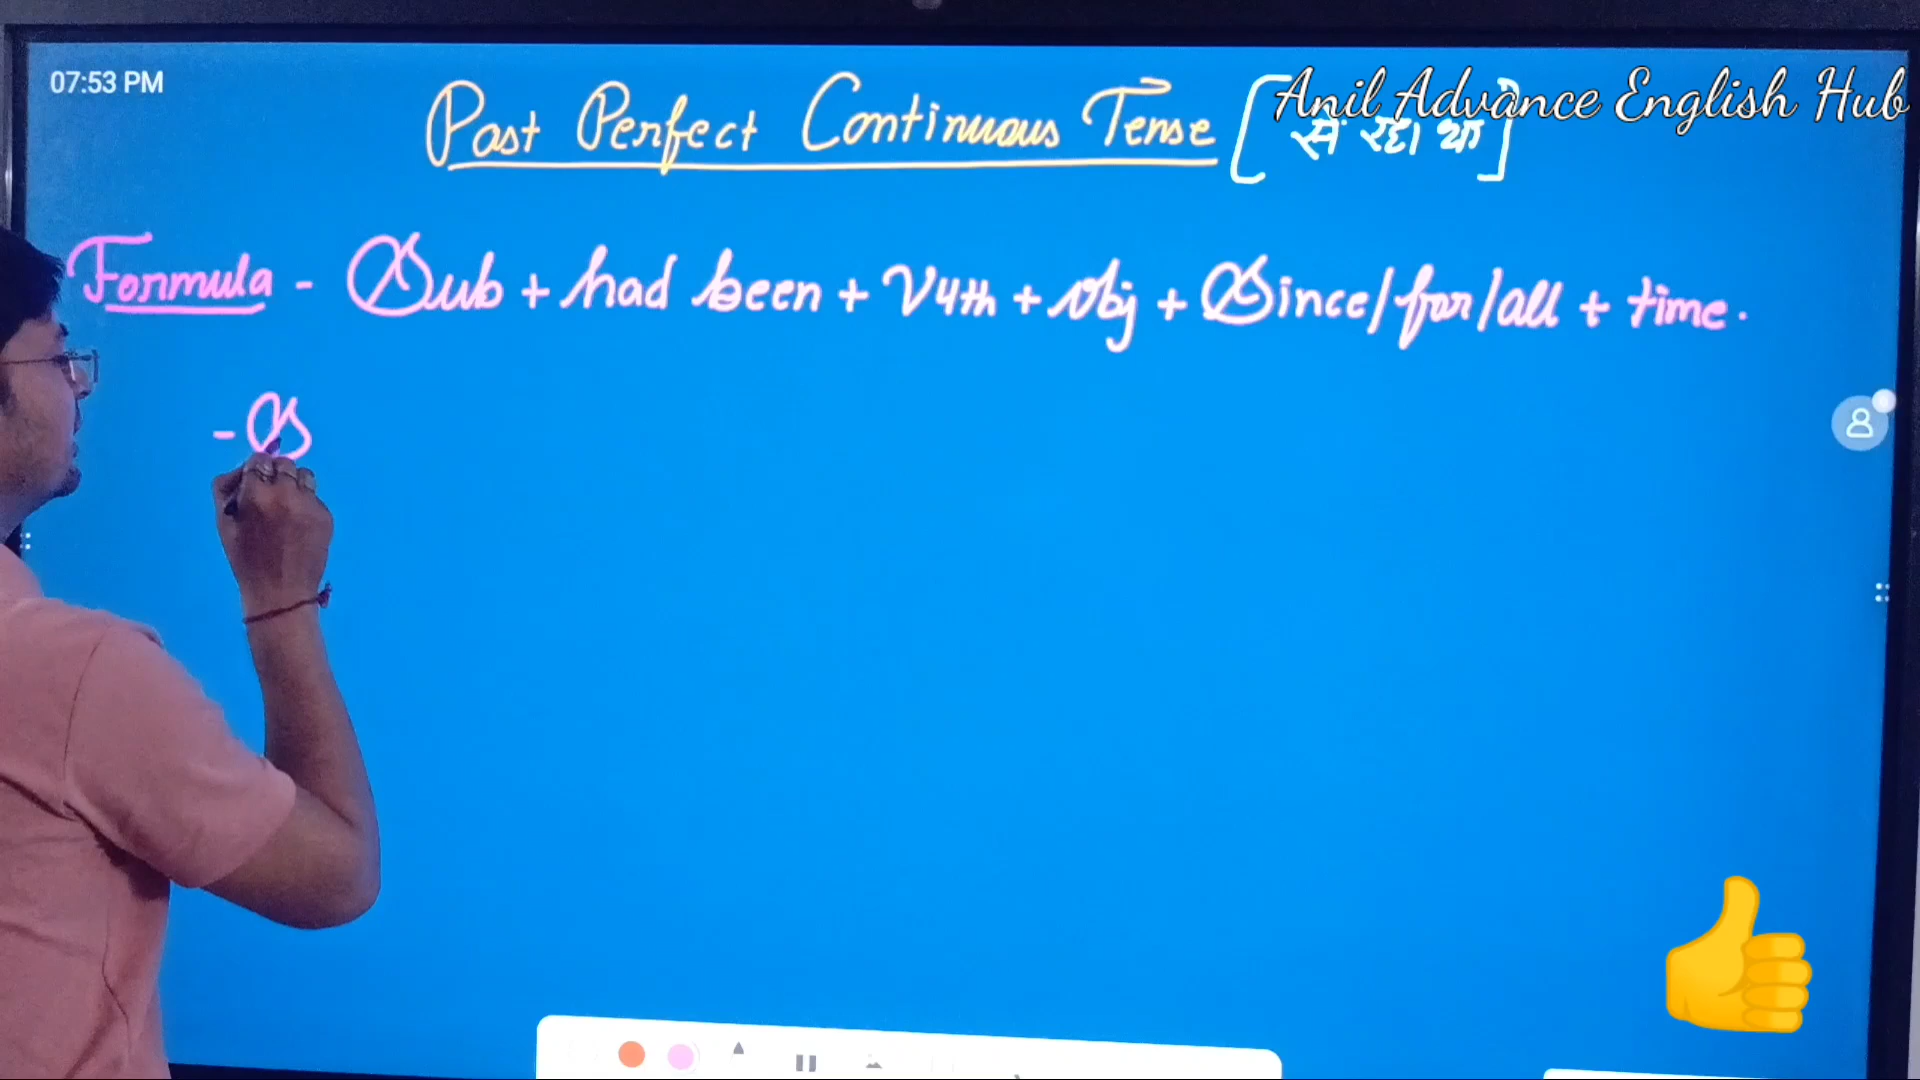 07:53 PM
Anil Advance English Hub
Past Perfect Continuous Tense [से रहा था]
Formula - Sub + had been + V4th + obj + Since/for/all + time.
- S